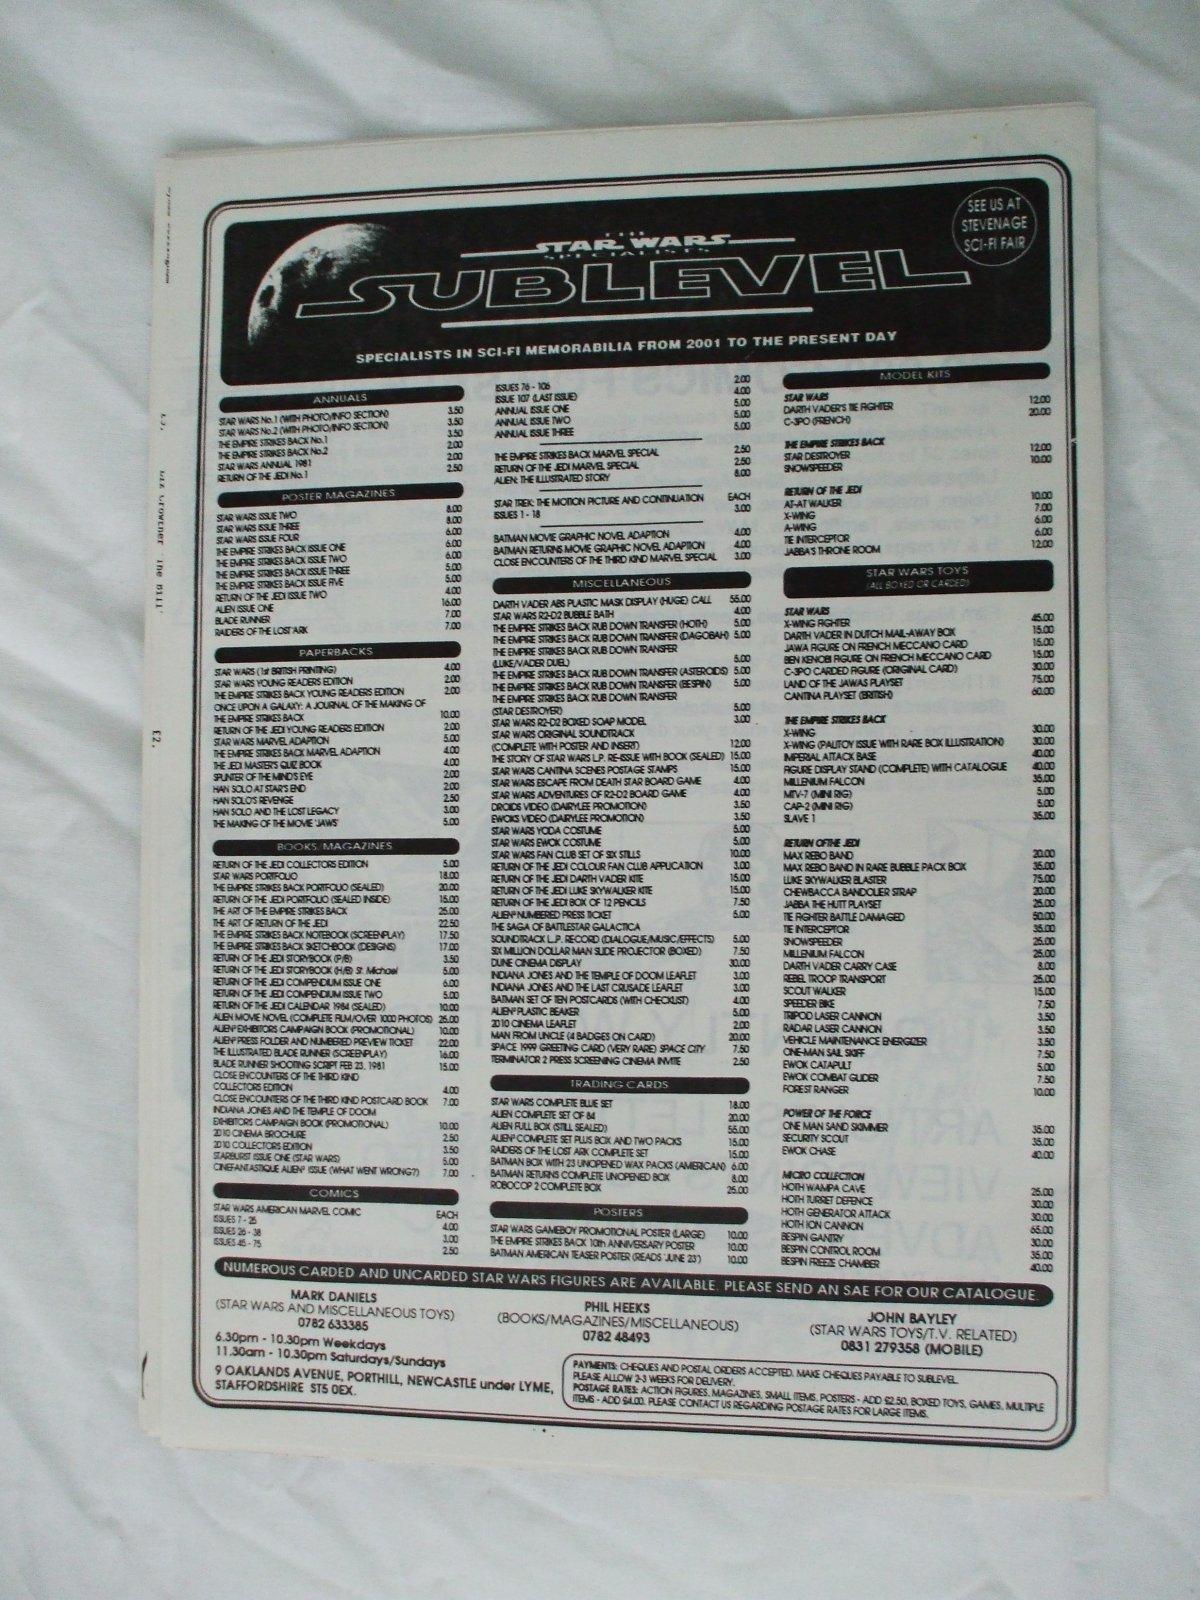 THE
STAR WARS
SPECIALISTS
SUBLEVEL
SEE US AT
STEVENAGE
SCI-FI FAIR
SPECIALISTS IN SCI-FI MEMORABILIA FROM 2001 TO THE PRESENT DAY
ANNUALS
STAR WARS No.1 (WITH PHOTO/INFO SECTION) 3.50
STAR WARS No.2 (WITH PHOTO/INFO SECTION) 3.50
THE EMPIRE STRIKES BACK No.1 3.50
THE EMPIRE STRIKES BACK No.2 2.00
STAR WARS ANNUAL 1981 2.00
RETURN OF THE JEDI No.1 2.50
POSTER MAGAZINES
STAR WARS ISSUE TWO 8.00
STAR WARS ISSUE THREE 8.00
STAR WARS ISSUE FOUR 6.00
THE EMPIRE STRIKES BACK ISSUE ONE 6.00
THE EMPIRE STRIKES BACK ISSUE TWO 6.00
THE EMPIRE STRIKES BACK ISSUE THREE 5.00
THE EMPIRE STRIKES BACK ISSUE FIVE 5.00
RETURN OF THE JEDI ISSUE TWO 4.00
ALIEN ISSUE ONE 16.00
BLADE RUNNER 7.00
RAIDERS OF THE LOST ARK 7.00
PAPERBACKS
STAR WARS (1st BRITISH PRINTING) 4.00
STAR WARS YOUNG READERS EDITION 2.00
THE EMPIRE STRIKES BACK YOUNG READERS EDITION 2.00
ONCE UPON A GALAXY: A JOURNAL OF THE MAKING OF
THE EMPIRE STRIKES BACK 10.00
RETURN OF THE JEDI YOUNG READERS EDITION 2.00
STAR WARS MARVEL ADAPTION 5.00
THE EMPIRE STRIKES BACK MARVEL ADAPTION 4.00
THE JEDI MASTER'S QUIZ BOOK 4.00
SPLINTER OF THE MIND'S EYE 2.00
HAN SOLO AT STAR'S END 2.00
HAN SOLO'S REVENGE 2.50
HAN SOLO AND THE LOST LEGACY 3.00
THE MAKING OF THE MOVIE 'JAWS' 5.00
BOOKS/MAGAZINES
RETURN OF THE JEDI COLLECTORS EDITION 5.00
STAR WARS PORTFOLIO 18.00
THE EMPIRE STRIKES BACK PORTFOLIO (SEALED) 20.00
RETURN OF THE JEDI PORTFOLIO (SEALED INSIDE) 15.00
THE ART OF THE EMPIRE STRIKES BACK 25.00
THE ART OF RETURN OF THE JEDI 22.50
THE EMPIRE STRIKES BACK NOTEBOOK (SCREENPLAY) 17.50
THE EMPIRE STRIKES BACK SKETCHBOOK (DESIGNS) 17.00
RETURN OF THE JEDI STORYBOOK (P/B) 3.50
RETURN OF THE JEDI STORYBOOK (H/B) St. Michael 5.00
RETURN OF THE JEDI COMPENDIUM ISSUE ONE 6.00
RETURN OF THE JEDI COMPENDIUM ISSUE TWO 5.00
RETURN OF THE JEDI CALENDAR 1984 (SEALED) 10.00
ALIEN MOVIE NOVEL (COMPLETE FILM/OVER 1000 PHOTOS) 25.00
ALIEN³ EXHIBITORS CAMPAIGN BOOK (PROMOTIONAL) 10.00
ALIEN³ PRESS FOLDER AND NUMBERED PREVIEW TICKET 22.00
THE ILLUSTRATED BLADE RUNNER (SCREENPLAY) 16.00
BLADE RUNNER SHOOTING SCRIPT FEB 23, 1981 15.00
CLOSE ENCOUNTERS OF THE THIRD KIND
COLLECTORS EDITION 4.00
CLOSE ENCOUNTERS OF THE THIRD KIND POSTCARD BOOK 7.00
INDIANA JONES AND THE TEMPLE OF DOOM
EXHIBITORS CAMPAIGN BOOK (PROMOTIONAL) 10.00
2010 CINEMA BROCHURE 2.50
2010 COLLECTORS EDITION 3.50
STARBURST ISSUE ONE (STAR WARS) 5.00
CINEFANTASTIQUE ALIEN³ ISSUE (WHAT WENT WRONG?) 7.00
COMICS
STAR WARS AMERICAN MARVEL COMIC EACH
ISSUES 7 - 25 4.00
ISSUES 26 - 38 3.00
ISSUES 45 - 75 2.50
ISSUES 76 - 106 2.00
ISSUE 107 (LAST ISSUE) 4.00
ANNUAL ISSUE ONE 5.00
ANNUAL ISSUE TWO 5.00
ANNUAL ISSUE THREE 5.00
THE EMPIRE STRIKES BACK MARVEL SPECIAL 2.50
RETURN OF THE JEDI MARVEL SPECIAL 2.50
ALIEN: THE ILLUSTRATED STORY 8.00
STAR TREK: THE MOTION PICTURE AND CONTINUATION EACH
ISSUES 1 - 18 3.00
BATMAN MOVIE GRAPHIC NOVEL ADAPTION 4.00
BATMAN RETURNS MOVIE GRAPHIC NOVEL ADAPTION 4.00
CLOSE ENCOUNTERS OF THE THIRD KIND MARVEL SPECIAL 3.00
MISCELLANEOUS
DARTH VADER ABS PLASTIC MASK DISPLAY (HUGE) CALL 55.00
STAR WARS R2-D2 BUBBLE BATH 4.00
THE EMPIRE STRIKES BACK RUB DOWN TRANSFER (HOTH) 5.00
THE EMPIRE STRIKES BACK RUB DOWN TRANSFER (DAGOBAH) 5.00
THE EMPIRE STRIKES BACK RUB DOWN TRANSFER
(LUKE/VADER DUEL) 5.00
THE EMPIRE STRIKES BACK RUB DOWN TRANSFER (ASTEROIDS) 5.00
THE EMPIRE STRIKES BACK RUB DOWN TRANSFER (BESPIN) 5.00
THE EMPIRE STRIKES BACK RUB DOWN TRANSFER
(STAR DESTROYER) 5.00
STAR WARS R2-D2 BOXED SOAP MODEL 3.00
STAR WARS ORIGINAL SOUNDTRACK
(COMPLETE WITH POSTER AND INSERT) 12.00
THE STORY OF STAR WARS L.P. RE-ISSUE WITH BOOK (SEALED) 15.00
STAR WARS CANTINA SCENES POSTAGE STAMPS 15.00
STAR WARS ESCAPE FROM DEATH STAR BOARD GAME 4.00
STAR WARS ADVENTURES OF R2-D2 BOARD GAME 4.00
DROIDS VIDEO (DAIRYLEE PROMOTION) 3.50
EWOKS VIDEO (DAIRYLEE PROMOTION) 3.50
STAR WARS YODA COSTUME 5.00
STAR WARS EWOK COSTUME 5.00
STAR WARS FAN CLUB SET OF SIX STILLS 10.00
RETURN OF THE JEDI COLOUR FAN CLUB APPLICATION 3.00
RETURN OF THE JEDI DARTH VADER KITE 15.00
RETURN OF THE JEDI LUKE SKYWALKER KITE 15.00
RETURN OF THE JEDI BOX OF 12 PENCILS 7.50
ALIEN³ NUMBERED PRESS TICKET 5.00
THE SAGA OF BATTLESTAR GALACTICA
SOUNDTRACK L.P. RECORD (DIALOGUE/MUSIC/EFFECTS) 5.00
SIX MILLION DOLLAR MAN SLIDE PROJECTOR (BOXED) 7.50
DUNE CINEMA DISPLAY 30.00
INDIANA JONES AND THE TEMPLE OF DOOM LEAFLET 3.00
INDIANA JONES AND THE LAST CRUSADE LEAFLET 3.00
BATMAN SET OF TEN POSTCARDS (WITH CHECKLIST) 4.00
ALIEN³ PLASTIC BEAKER 5.00
2010 CINEMA LEAFLET 2.00
MAN FROM UNCLE (4 BADGES ON CARD) 20.00
SPACE 1999 GREETING CARD (VERY RARE) SPACE CITY 7.50
TERMINATOR 2 PRESS SCREENING CINEMA INVITE 2.50
TRADING CARDS
STAR WARS COMPLETE BLUE SET 18.00
ALIEN COMPLETE SET OF 84 20.00
ALIEN FULL BOX (STILL SEALED) 55.00
ALIEN³ COMPLETE SET PLUS BOX AND TWO PACKS 15.00
RAIDERS OF THE LOST ARK COMPLETE SET 15.00
BATMAN BOX WITH 23 UNOPENED WAX PACKS (AMERICAN) 6.00
BATMAN RETURNS COMPLETE UNOPENED BOX 8.00
ROBOCOP 2 COMPLETE BOX 25.00
POSTERS
STAR WARS GAMEBOY PROMOTIONAL POSTER (LARGE) 10.00
THE EMPIRE STRIKES BACK 10th ANNIVERSARY POSTER 10.00
BATMAN AMERICAN TEASER POSTER (READS 'JUNE 23') 10.00
MODEL KITS
STAR WARS
DARTH VADER'S TIE FIGHTER 12.00
C-3PO (FRENCH) 20.00
THE EMPIRE STRIKES BACK
STAR DESTROYER 12.00
SNOWSPEEDER 10.00
RETURN OF THE JEDI
AT-AT WALKER 10.00
X-WING 7.00
A-WING 6.00
TIE INTERCEPTOR 6.00
JABBA'S THRONE ROOM 12.00
STAR WARS TOYS
(ALL BOXED OR CARDED)
STAR WARS
X-WING FIGHTER 45.00
DARTH VADER IN DUTCH MAIL-AWAY BOX 15.00
JAWA FIGURE ON FRENCH MECCANO CARD 15.00
BEN KENOBI FIGURE ON FRENCH MECCANO CARD 15.00
C-3PO CARDED FIGURE (ORIGINAL CARD) 30.00
LAND OF THE JAWAS PLAYSET 75.00
CANTINA PLAYSET (BRITISH) 60.00
THE EMPIRE STRIKES BACK
X-WING 30.00
X-WING (PALITOY ISSUE WITH RARE BOX ILLUSTRATION) 30.00
IMPERIAL ATTACK BASE 40.00
FIGURE DISPLAY STAND (COMPLETE) WITH CATALOGUE 40.00
MILLENIUM FALCON 35.00
MTV-7 (MINI RIG) 5.00
CAP-2 (MINI RIG) 5.00
SLAVE 1 35.00
RETURN OF THE JEDI
MAX REBO BAND 20.00
MAX REBO BAND IN RARE BUBBLE PACK BOX 35.00
LUKE SKYWALKER BLASTER 75.00
CHEWBACCA BANDOLIER STRAP 20.00
JABBA THE HUTT PLAYSET 25.00
TIE FIGHTER BATTLE DAMAGED 50.00
TIE INTERCEPTOR 35.00
SNOWSPEEDER 25.00
MILLENIUM FALCON 25.00
DARTH VADER CARRY CASE 8.00
REBEL TROOP TRANSPORT 25.00
SCOUT WALKER 15.00
SPEEDER BIKE 7.50
TRIPOD LASER CANNON 3.50
RADAR LASER CANNON 3.50
VEHICLE MAINTENANCE ENERGIZER 3.50
ONE-MAN SAIL SKIFF 7.50
EWOK CATAPULT 5.00
EWOK COMBAT GLIDER 7.50
FOREST RANGER 10.00
POWER OF THE FORCE
ONE MAN SAND SKIMMER 35.00
SECURITY SCOUT 35.00
EWOK CHASE 40.00
MICRO COLLECTION
HOTH WAMPA CAVE 25.00
HOTH TURRET DEFENCE 30.00
HOTH GENERATOR ATTACK 30.00
HOTH ION CANNON 65.00
BESPIN GANTRY 30.00
BESPIN CONTROL ROOM 35.00
BESPIN FREEZE CHAMBER 40.00
NUMEROUS CARDED AND UNCARDED STAR WARS FIGURES ARE AVAILABLE. PLEASE SEND AN SAE FOR OUR CATALOGUE.
MARK DANIELS
(STAR WARS AND MISCELLANEOUS TOYS)
0782 633385
6.30pm - 10.30pm Weekdays
11.30am - 10.30pm Saturdays/Sundays
9 OAKLANDS AVENUE, PORTHILL, NEWCASTLE under LYME,
STAFFORDSHIRE ST5 0EX.
PHIL HEEKS
(BOOKS/MAGAZINES/MISCELLANEOUS)
0782 48493
JOHN BAYLEY
(STAR WARS TOYS/T.V. RELATED)
0831 279358 (MOBILE)
PAYMENTS: CHEQUES AND POSTAL ORDERS ACCEPTED. MAKE CHEQUES PAYABLE TO SUBLEVEL.
PLEASE ALLOW 2-3 WEEKS FOR DELIVERY.
POSTAGE RATES: ACTION FIGURES, MAGAZINES, SMALL ITEMS, POSTERS - ADD £2.50, BOXED TOYS, GAMES, MULTIPLE
ITEMS - ADD £4.00. PLEASE CONTACT US REGARDING POSTAGE RATES FOR LARGE ITEMS.
£2.